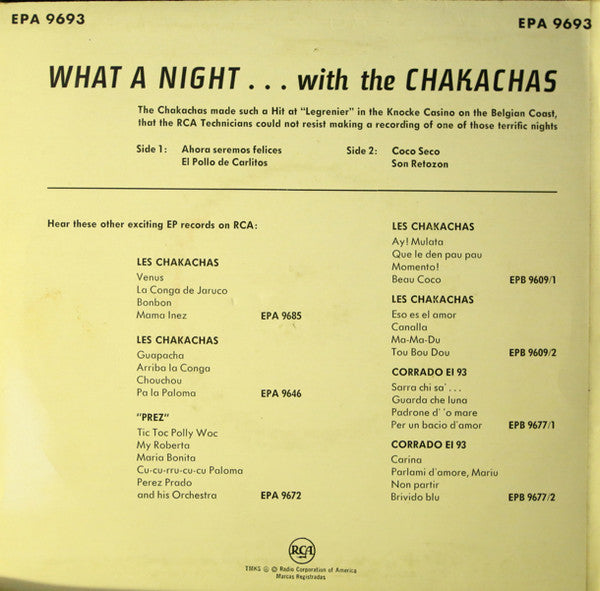 EPA 9693
EPA 9693
WHAT A NIGHT . . . with the CHAKACHAS
The Chakachas made such a Hit at "Legrenier" in the Knocke Casino on the Belgian Coast,
that the RCA Technicians could not resist making a recording of one of those terrific nights
Side 1: Ahora seremos felices
El Pollo de Carlitos
Side 2: Coco Seco
Son Retozon
Hear these other exciting EP records on RCA:
LES CHAKACHAS
Venus
La Conga de Jaruco
Bonbon
Mama Inez EPA 9685
LES CHAKACHAS
Guapacha
Arriba la Conga
Chouchou
Pa la Paloma EPA 9646
"PREZ"
Tic Toc Polly Woc
My Roberta
Maria Bonita
Cu-cu-rru-cu-cu Paloma
Perez Prado
and his Orchestra EPA 9672
LES CHAKACHAS
Ay! Mulata
Que le den pau pau
Momento!
Beau Coco EPB 9609/1
LES CHAKACHAS
Eso es el amor
Canalla
Ma-Ma-Du
Tou Bou Dou EPB 9609/2
CORRADO EI 93
Sarra chi sa' . . .
Guarda che luna
Padrone d' 'o mare
Per un bacio d'amor EPB 9677/1
CORRADO EI 93
Carina
Parlami d'amore, Mariu
Non partir
Brivido blu EPB 9677/2
RCA
TMKS ® © Radio Corporation of America
Marcas Registradas